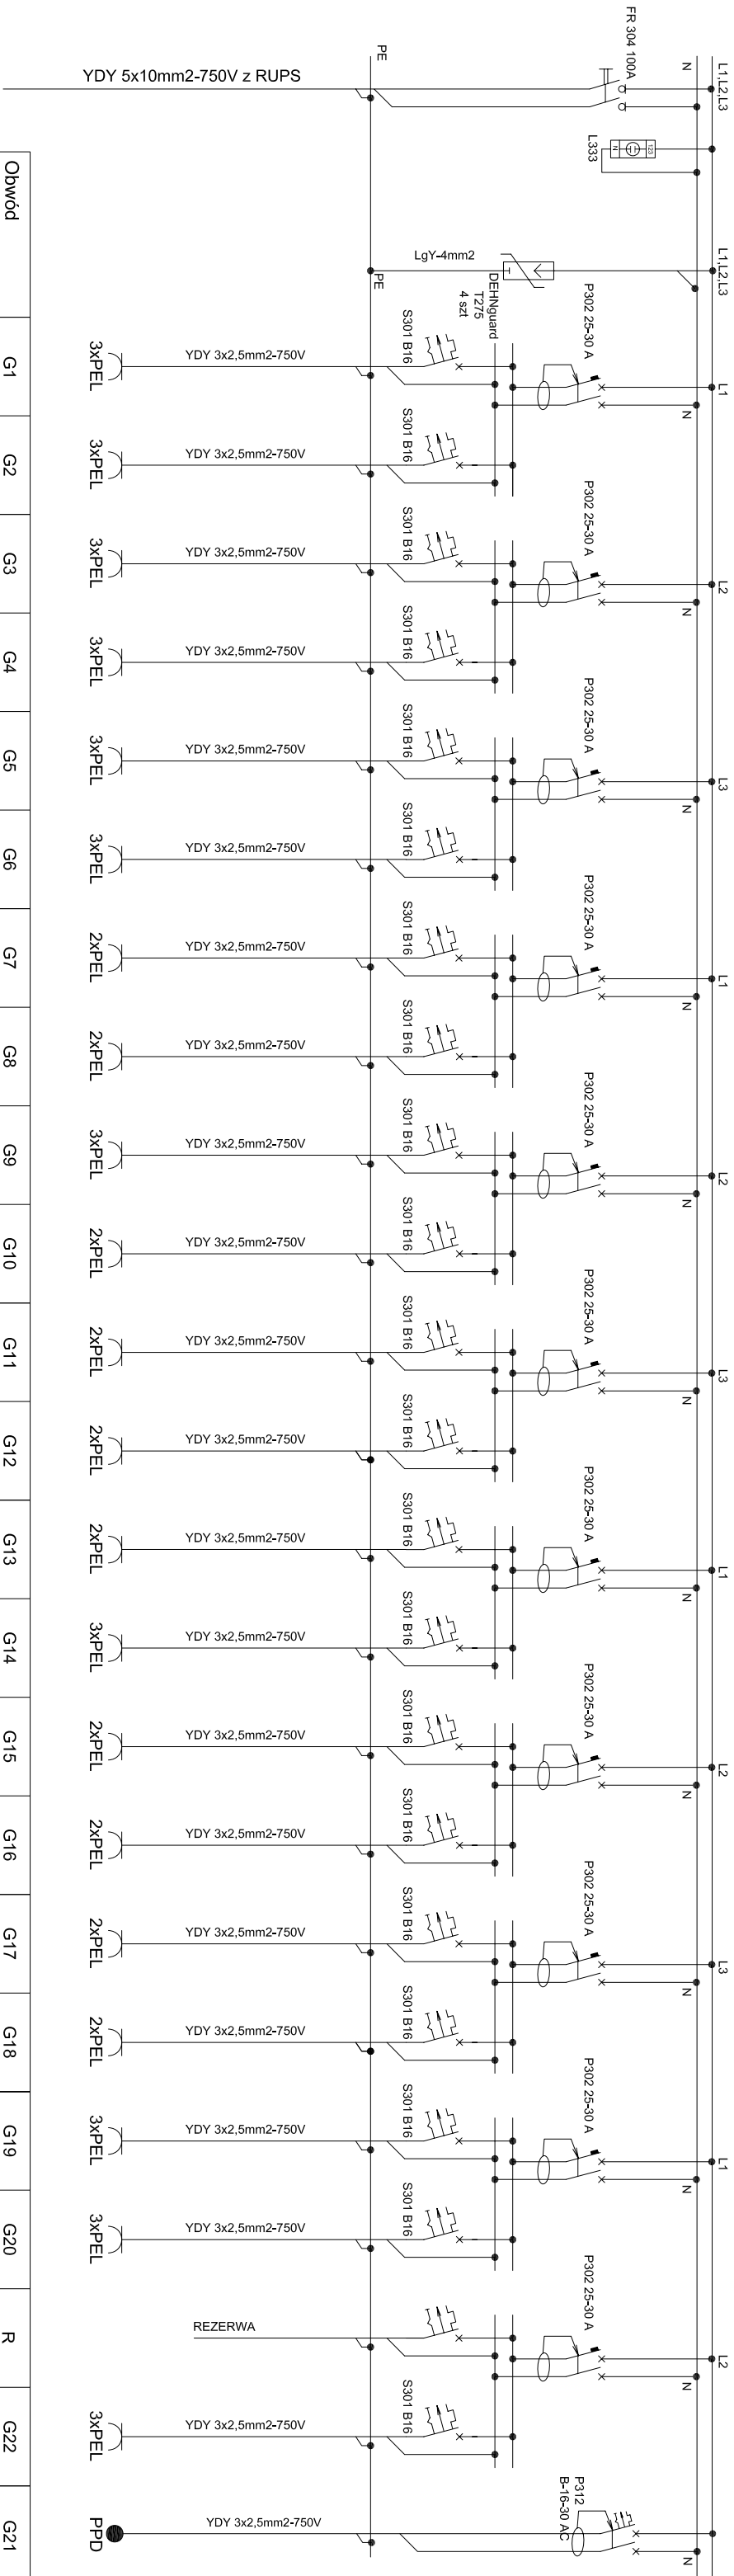 L1,L2,L3
N
FR 304 100A
PE
YDY 5x10mm2-750V z RUPS
123
N
L333
L1,L2,L3
LgY-4mm2
PE
DEHNguard
T275
4 szt
L1
N
P302 25-30 A
S301 B16
S301 B16
YDY 3x2,5mm2-750V
YDY 3x2,5mm2-750V
3xPEL
3xPEL
L2
N
P302 25-30 A
S301 B16
S301 B16
YDY 3x2,5mm2-750V
YDY 3x2,5mm2-750V
3xPEL
3xPEL
L3
N
P302 25-30 A
S301 B16
S301 B16
YDY 3x2,5mm2-750V
YDY 3x2,5mm2-750V
3xPEL
3xPEL
L1
N
P302 25-30 A
S301 B16
S301 B16
YDY 3x2,5mm2-750V
YDY 3x2,5mm2-750V
2xPEL
2xPEL
L2
N
P302 25-30 A
S301 B16
S301 B16
YDY 3x2,5mm2-750V
YDY 3x2,5mm2-750V
3xPEL
2xPEL
L3
N
P302 25-30 A
S301 B16
S301 B16
YDY 3x2,5mm2-750V
YDY 3x2,5mm2-750V
2xPEL
2xPEL
L1
N
P302 25-30 A
S301 B16
S301 B16
YDY 3x2,5mm2-750V
YDY 3x2,5mm2-750V
2xPEL
3xPEL
L2
N
P302 25-30 A
S301 B16
S301 B16
YDY 3x2,5mm2-750V
YDY 3x2,5mm2-750V
2xPEL
2xPEL
L3
N
P302 25-30 A
S301 B16
S301 B16
YDY 3x2,5mm2-750V
YDY 3x2,5mm2-750V
2xPEL
2xPEL
L1
N
P302 25-30 A
S301 B16
S301 B16
YDY 3x2,5mm2-750V
YDY 3x2,5mm2-750V
3xPEL
3xPEL
L2
N
P302 25-30 A
REZERWA
S301 B16
YDY 3x2,5mm2-750V
3xPEL
N
P312
B-16-30 AC
YDY 3x2,5mm2-750V
PPD
Obwód
G1
G2
G3
G4
G5
G6
G7
G8
G9
G10
G11
G12
G13
G14
G15
G16
G17
G18
G19
G20
R
G22
G21